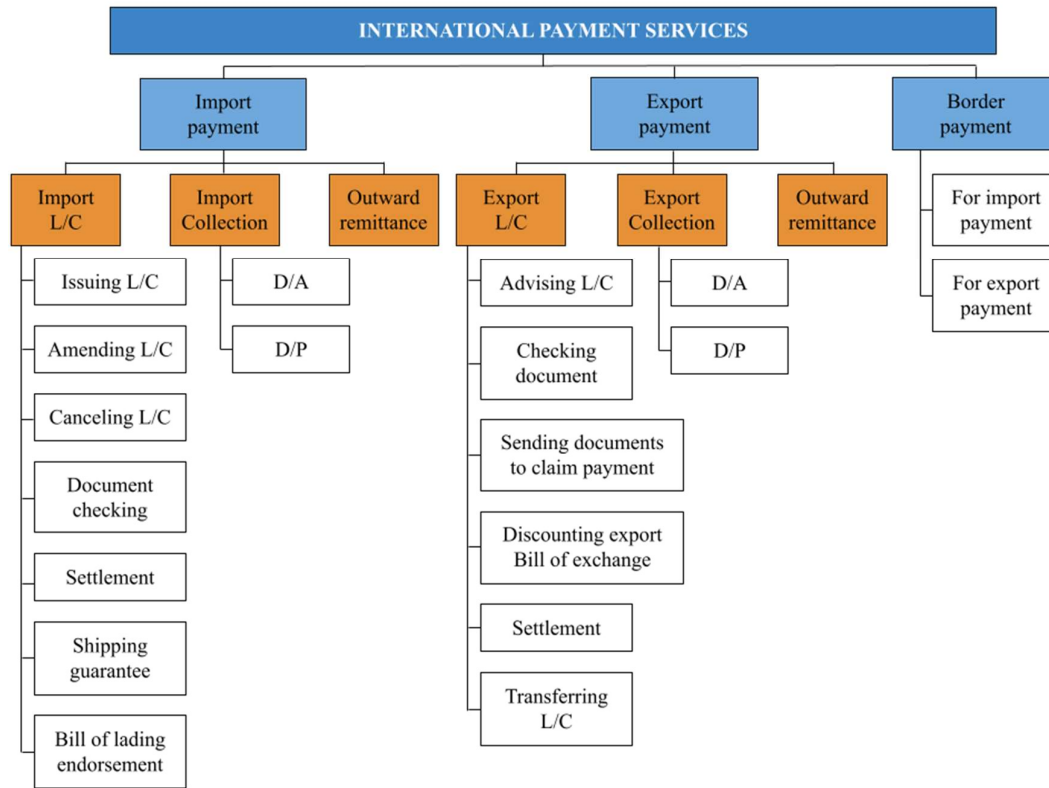 INTERNATIONAL PAYMENT SERVICES
Import
payment
Export
payment
Border
payment
Import
L/C
Import
Collection
Outward
remittance
Export
L/C
Export
Collection
Outward
remittance
For import
payment
For export
payment
Issuing L/C
Amending L/C
Canceling L/C
Document
checking
Settlement
Shipping
guarantee
Bill of lading
endorsement
D/A
D/P
Advising L/C
Checking
document
Sending documents
to claim payment
Discounting export
Bill of exchange
Settlement
Transferring
L/C
D/A
D/P